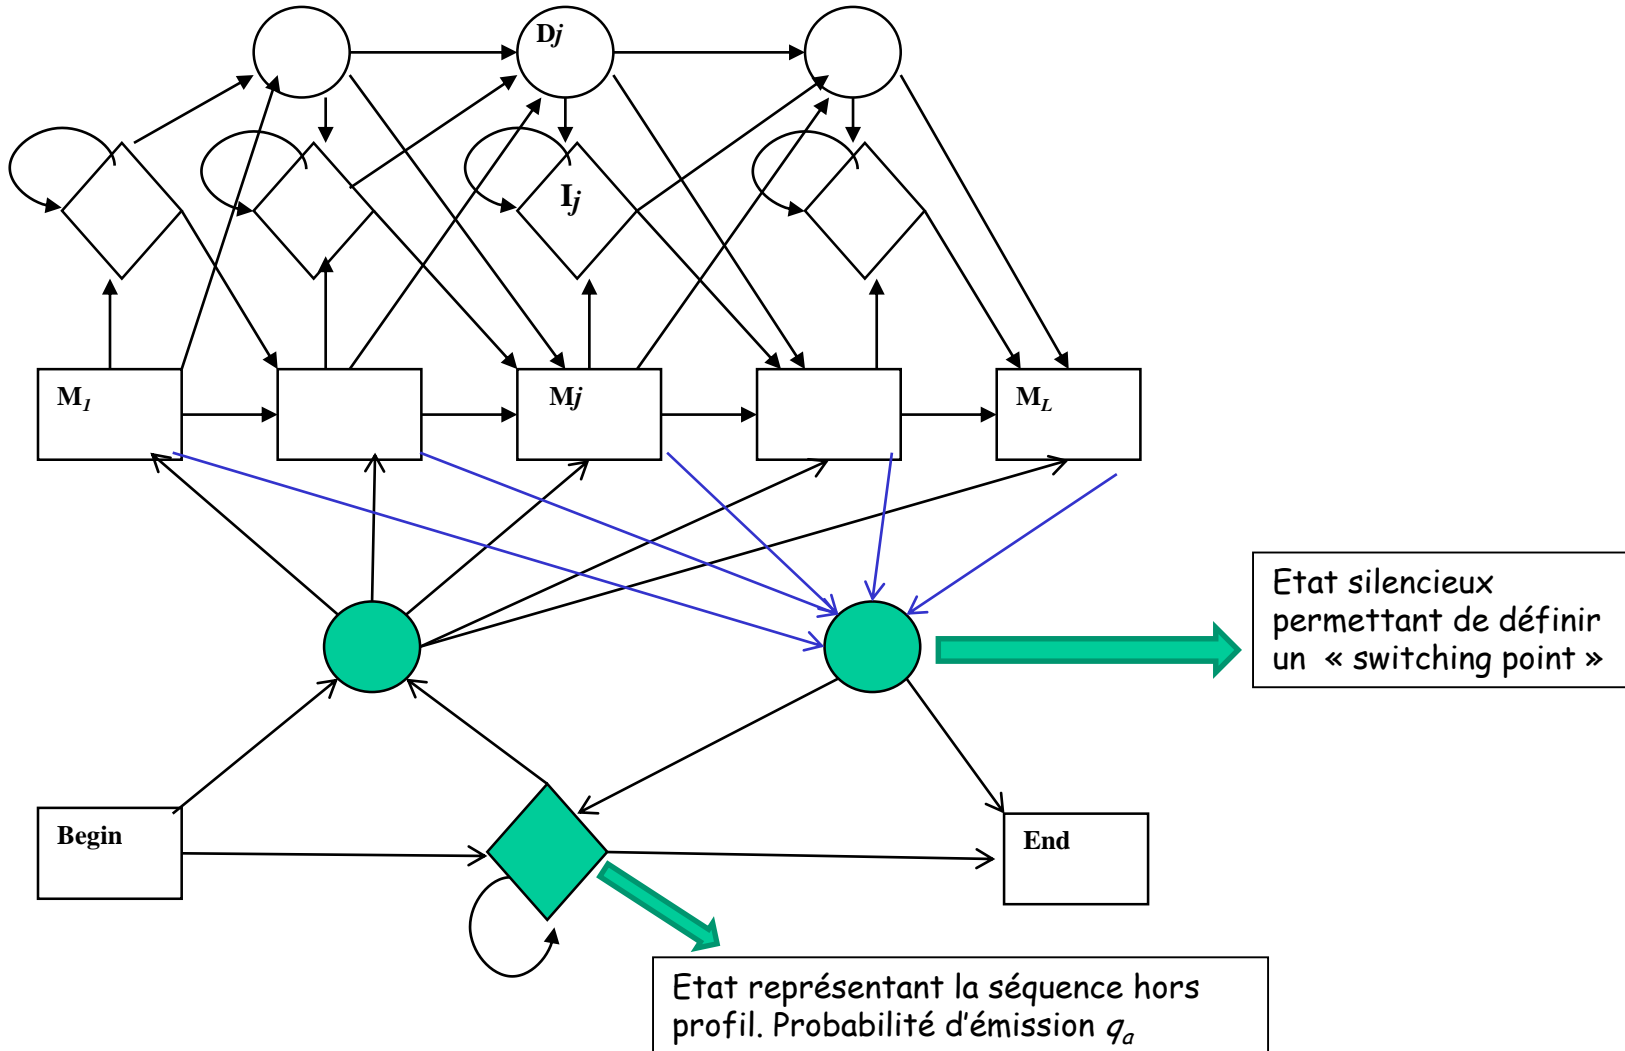 Dj
Ij
M1
Mj
ML
Etat silencieux
permettant de définir
un « switching point »
Begin
End
Etat représentant la séquence hors
profil. Probabilité d'émission qa